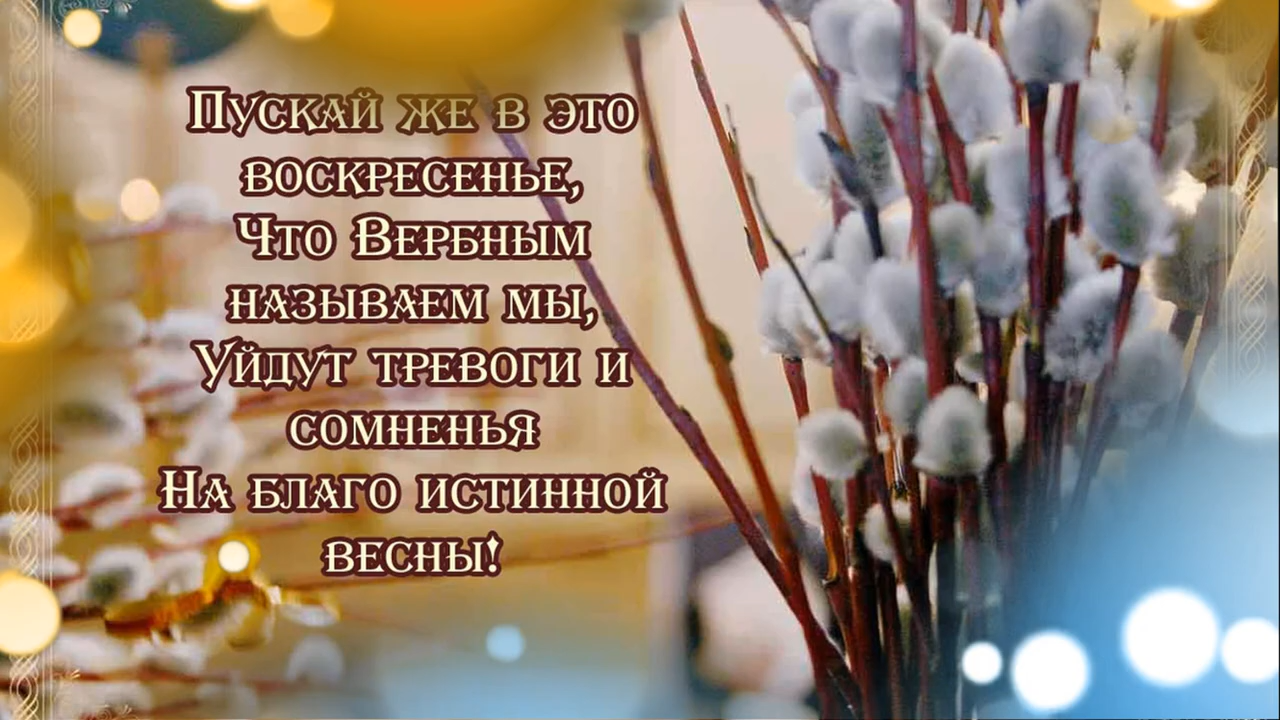 Пускай же в это
воскресенье,
Что Вербным
называем мы,
Уйдут тревоги и
сомненья
На благо истинной
весны!